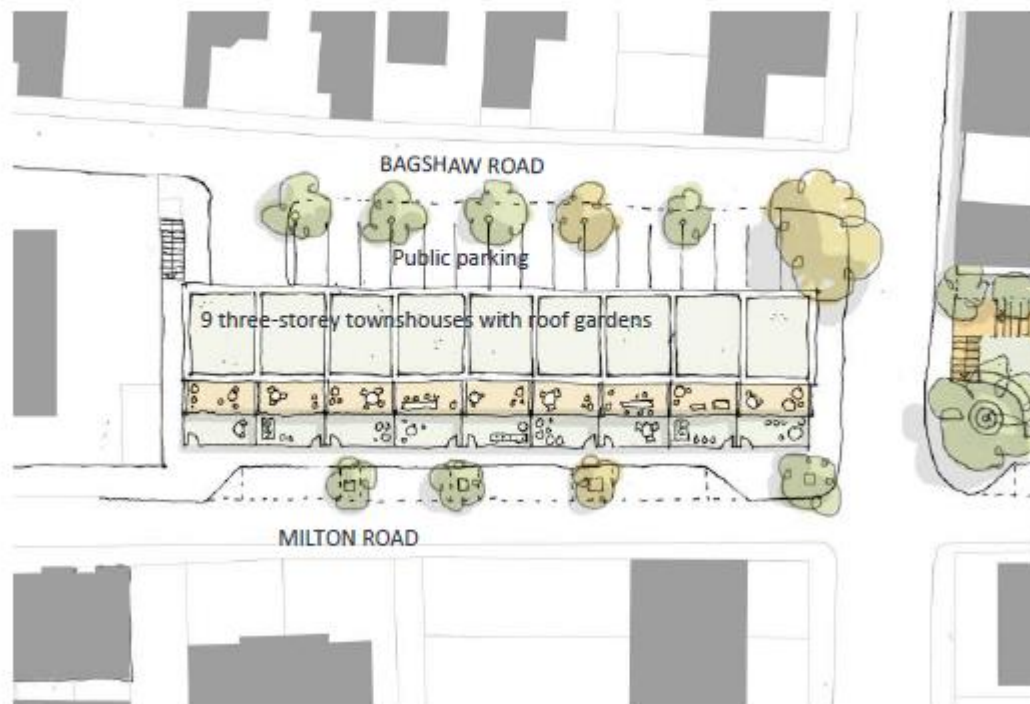 BAGSHAW ROAD
Public parking
9 three-storey townshouses with roof gardens
MILTON ROAD